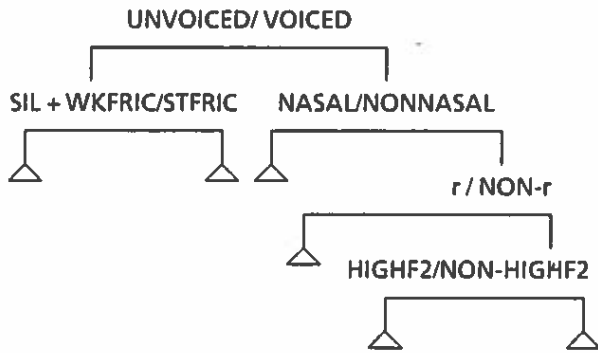 UNVOICED/ VOICED
SIL + WKFRIC/STFRIC NASAL/NONNASAL
r / NON-r
HIGHF2/NON-HIGHF2